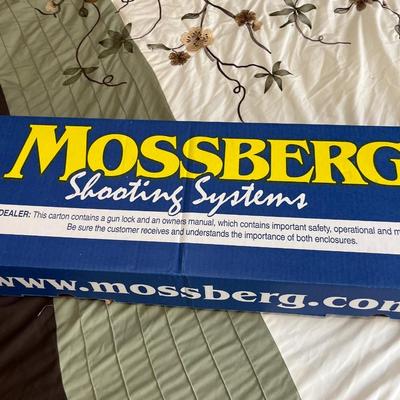 MOSSBERG
Shooting Systems
DEALER: This carton contains a gun lock and an owners manual, which contains important safety, operational and m
Be sure the customer receives and understands the importance of both enclosures.
www.mossberg.com